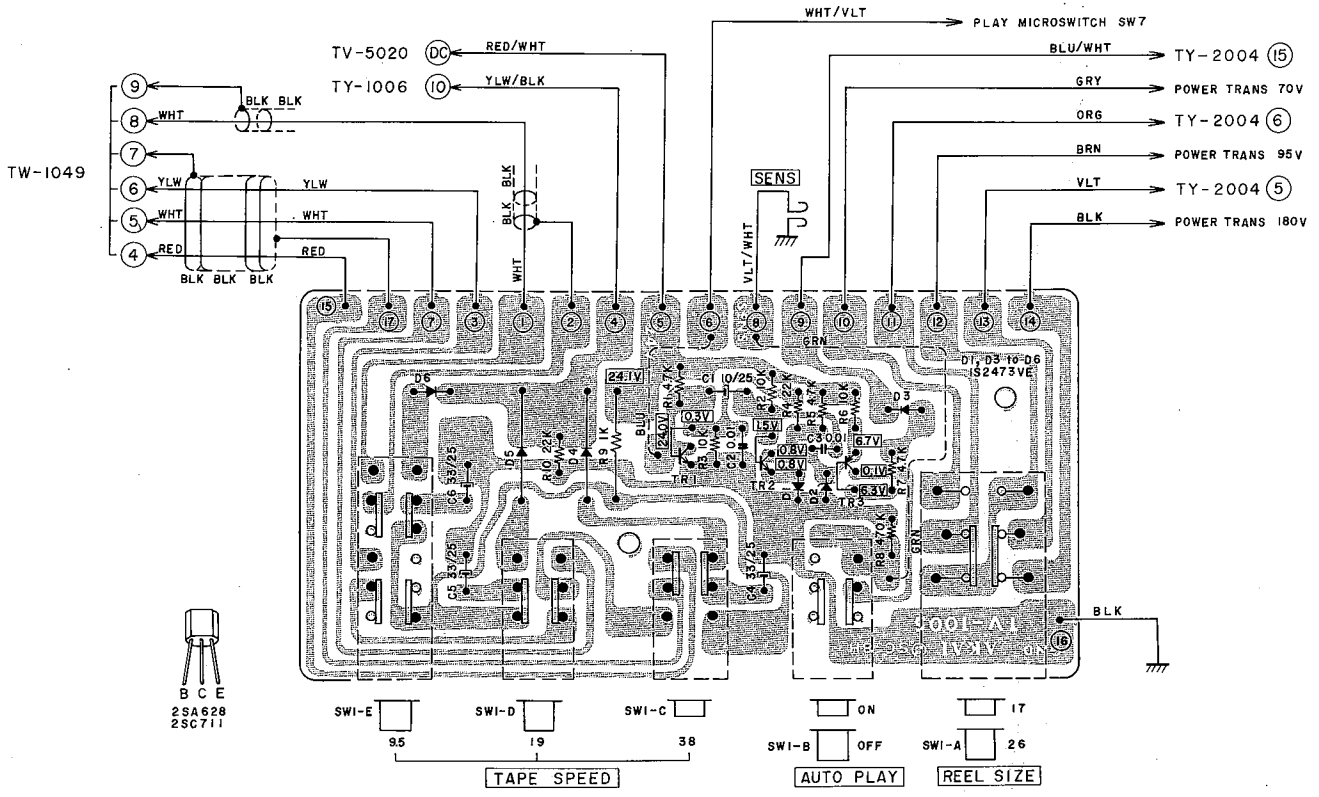 WHT/VLT
PLAY MICROSWITCH SW7
TV-5020 DC RED/WHT
BLU/WHT TY-2004 15
TY-1006 10 YLW/BLK
GRY POWER TRANS 70V
9 BLK BLK
8 WHT
ORG TY-2004 6
7
BRN POWER TRANS 95V
TW-1049
6 YLW YLW
BLK BLK
SENS
VLT TY-2004 5
5 WHT WHT
BLK BLK
BLK POWER TRANS 180V
4 RED RED
BLK BLK BLK
WHT
VLT/WHT
15 17 7 3 1 2 4 5 6 8 9 10 11 12 13 14
GRN
D1, D3 to D6
1S2473VE
D6
24.1V
R1 4.7K
C1 10/25
R2 10K
R4 22K
R5 4.7K
R6 10K
D3
BLU
24.0V
0.3V
R3 10K
C2 0.01
1.5V
C3 0.01
6.7V
D5
R10 22K
D4
R9 1K
TR1
0.8V
0.8V
TR2
D1
D2
0.1V
6.3V
TR3
R7 4.7K
C6 33/25
R8 470K
GRN
C5 33/25
C4 33/25
BLK
16
B C E
2SA628
2SC711
SW1-E
SW1-D
SW1-C
ON
17
9.5
19
38
SW1-B OFF
SW1-A 26
TAPE SPEED
AUTO PLAY
REEL SIZE